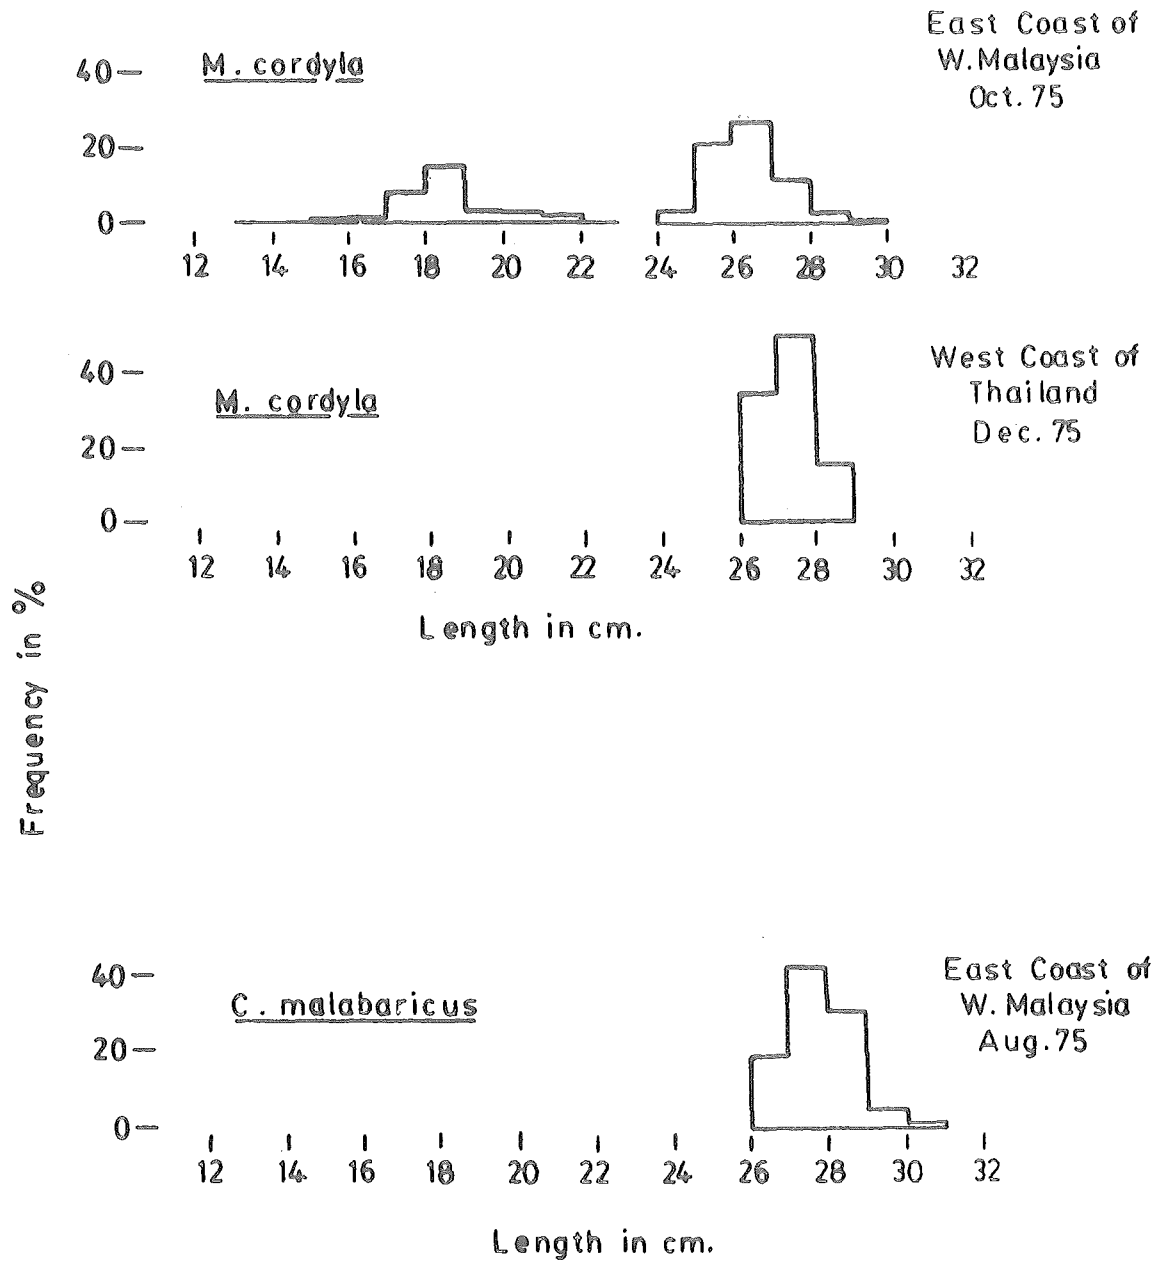 East Coast of
W. Malaysia
Oct. 75
M. cordyla
40
20
0
12 14 16 18 20 22 24 26 28 30 32
West Coast of
Thailand
Dec. 75
M. cordyla
40
20
0
12 14 16 18 20 22 24 26 28 30 32
Length in cm.
Frequency in %
East Coast of
W. Malaysia
Aug. 75
C. malabaricus
40
20
0
12 14 16 18 20 22 24 26 28 30 32
Length in cm.